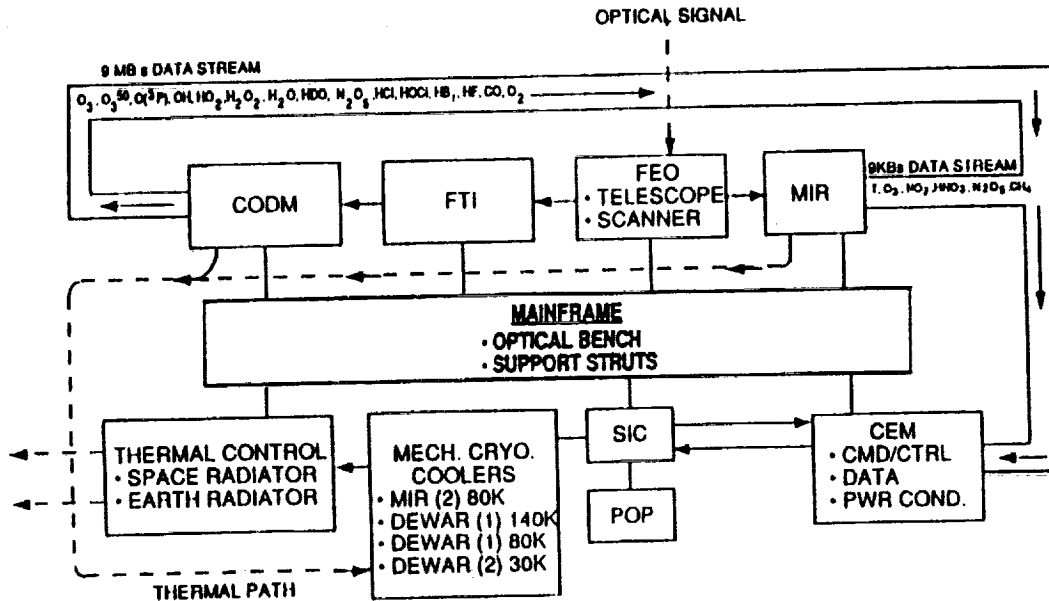 OPTICAL SIGNAL
9 MB s DATA STREAM
O3, O3 50, O(3P), OH, HO2, H2O2, H2O, HDO, N2O5, HCl, HOCl, HB1, HF, CO, O2
9KBs DATA STREAM
T, O3, NO2, HNO3, N2O5, CH4
CODM
FTI
FEO
• TELESCOPE
• SCANNER
MIR
MAINFRAME
• OPTICAL BENCH
• SUPPORT STRUTS
THERMAL CONTROL
• SPACE RADIATOR
• EARTH RADIATOR
MECH. CRYO.
COOLERS
• MIR (2) 80K
• DEWAR (1) 140K
• DEWAR (1) 80K
• DEWAR (2) 30K
SIC
POP
CEM
• CMD/CTRL
• DATA
• PWR COND.
THERMAL PATH